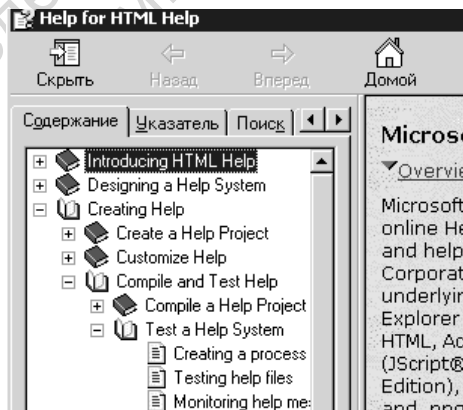 Help for HTML Help
Скрыть Назад Вперед Домой
Содержание Указатель Поиск
Introducing HTML Help
Designing a Help System
Creating Help
Create a Help Project
Customize Help
Compile and Test Help
Compile a Help Project
Test a Help System
Creating a process
Testing help files
Monitoring help me
Micros
Overvie
Microsoft
online He
and help
Corporat
underlyin
Explorer
HTML, Ac
(JScript®
Edition),